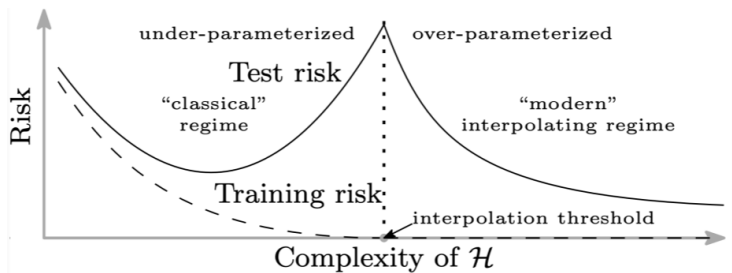 under-parameterized
over-parameterized
Test risk
“classical”
regime
“modern”
interpolating regime
Risk
Training risk
interpolation threshold
Complexity of ℋ